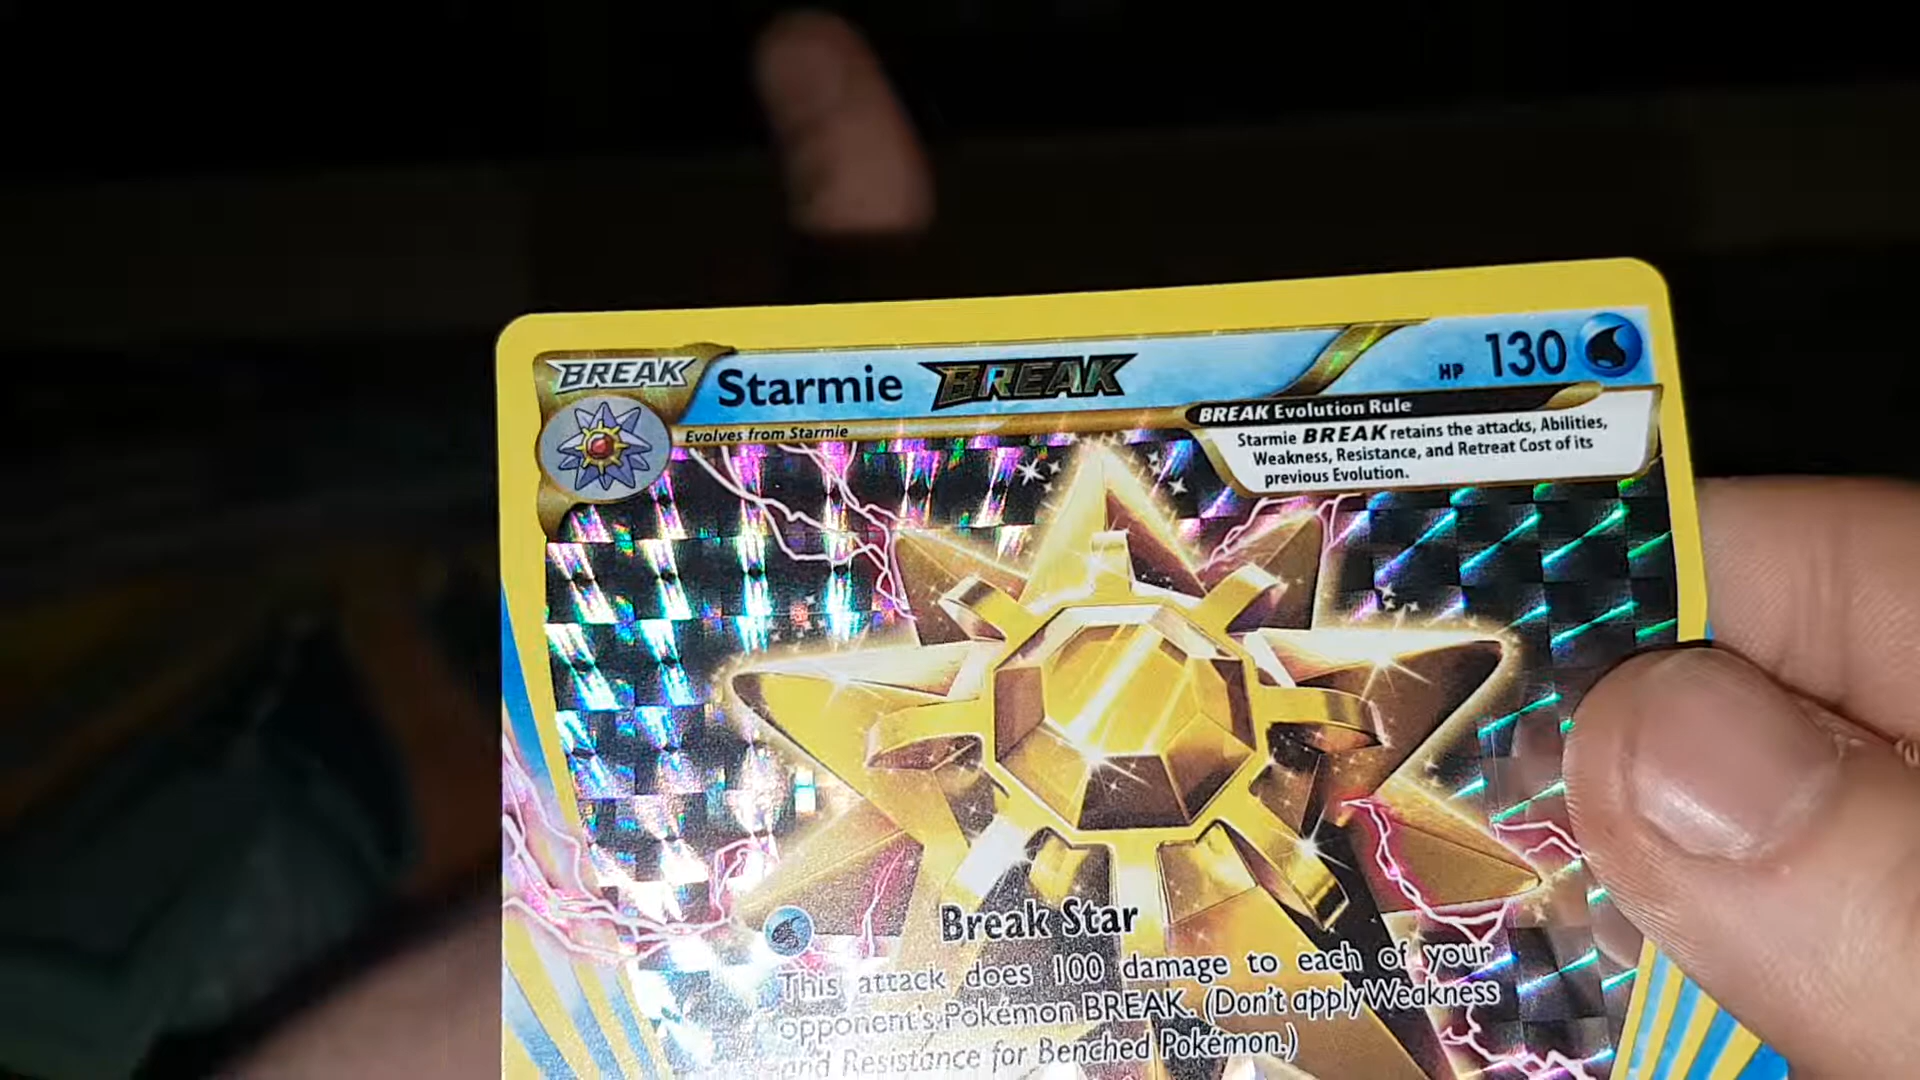 BREAK
Starmie BREAK
HP 130
Evolves from Starmie
BREAK Evolution Rule
Starmie BREAK retains the attacks, Abilities,
Weakness, Resistance, and Retreat Cost of its
previous Evolution.
Break Star
This attack does 100 damage to each of your
opponent's Pokémon BREAK. (Don't apply Weakness
and Resistance for Benched Pokémon.)